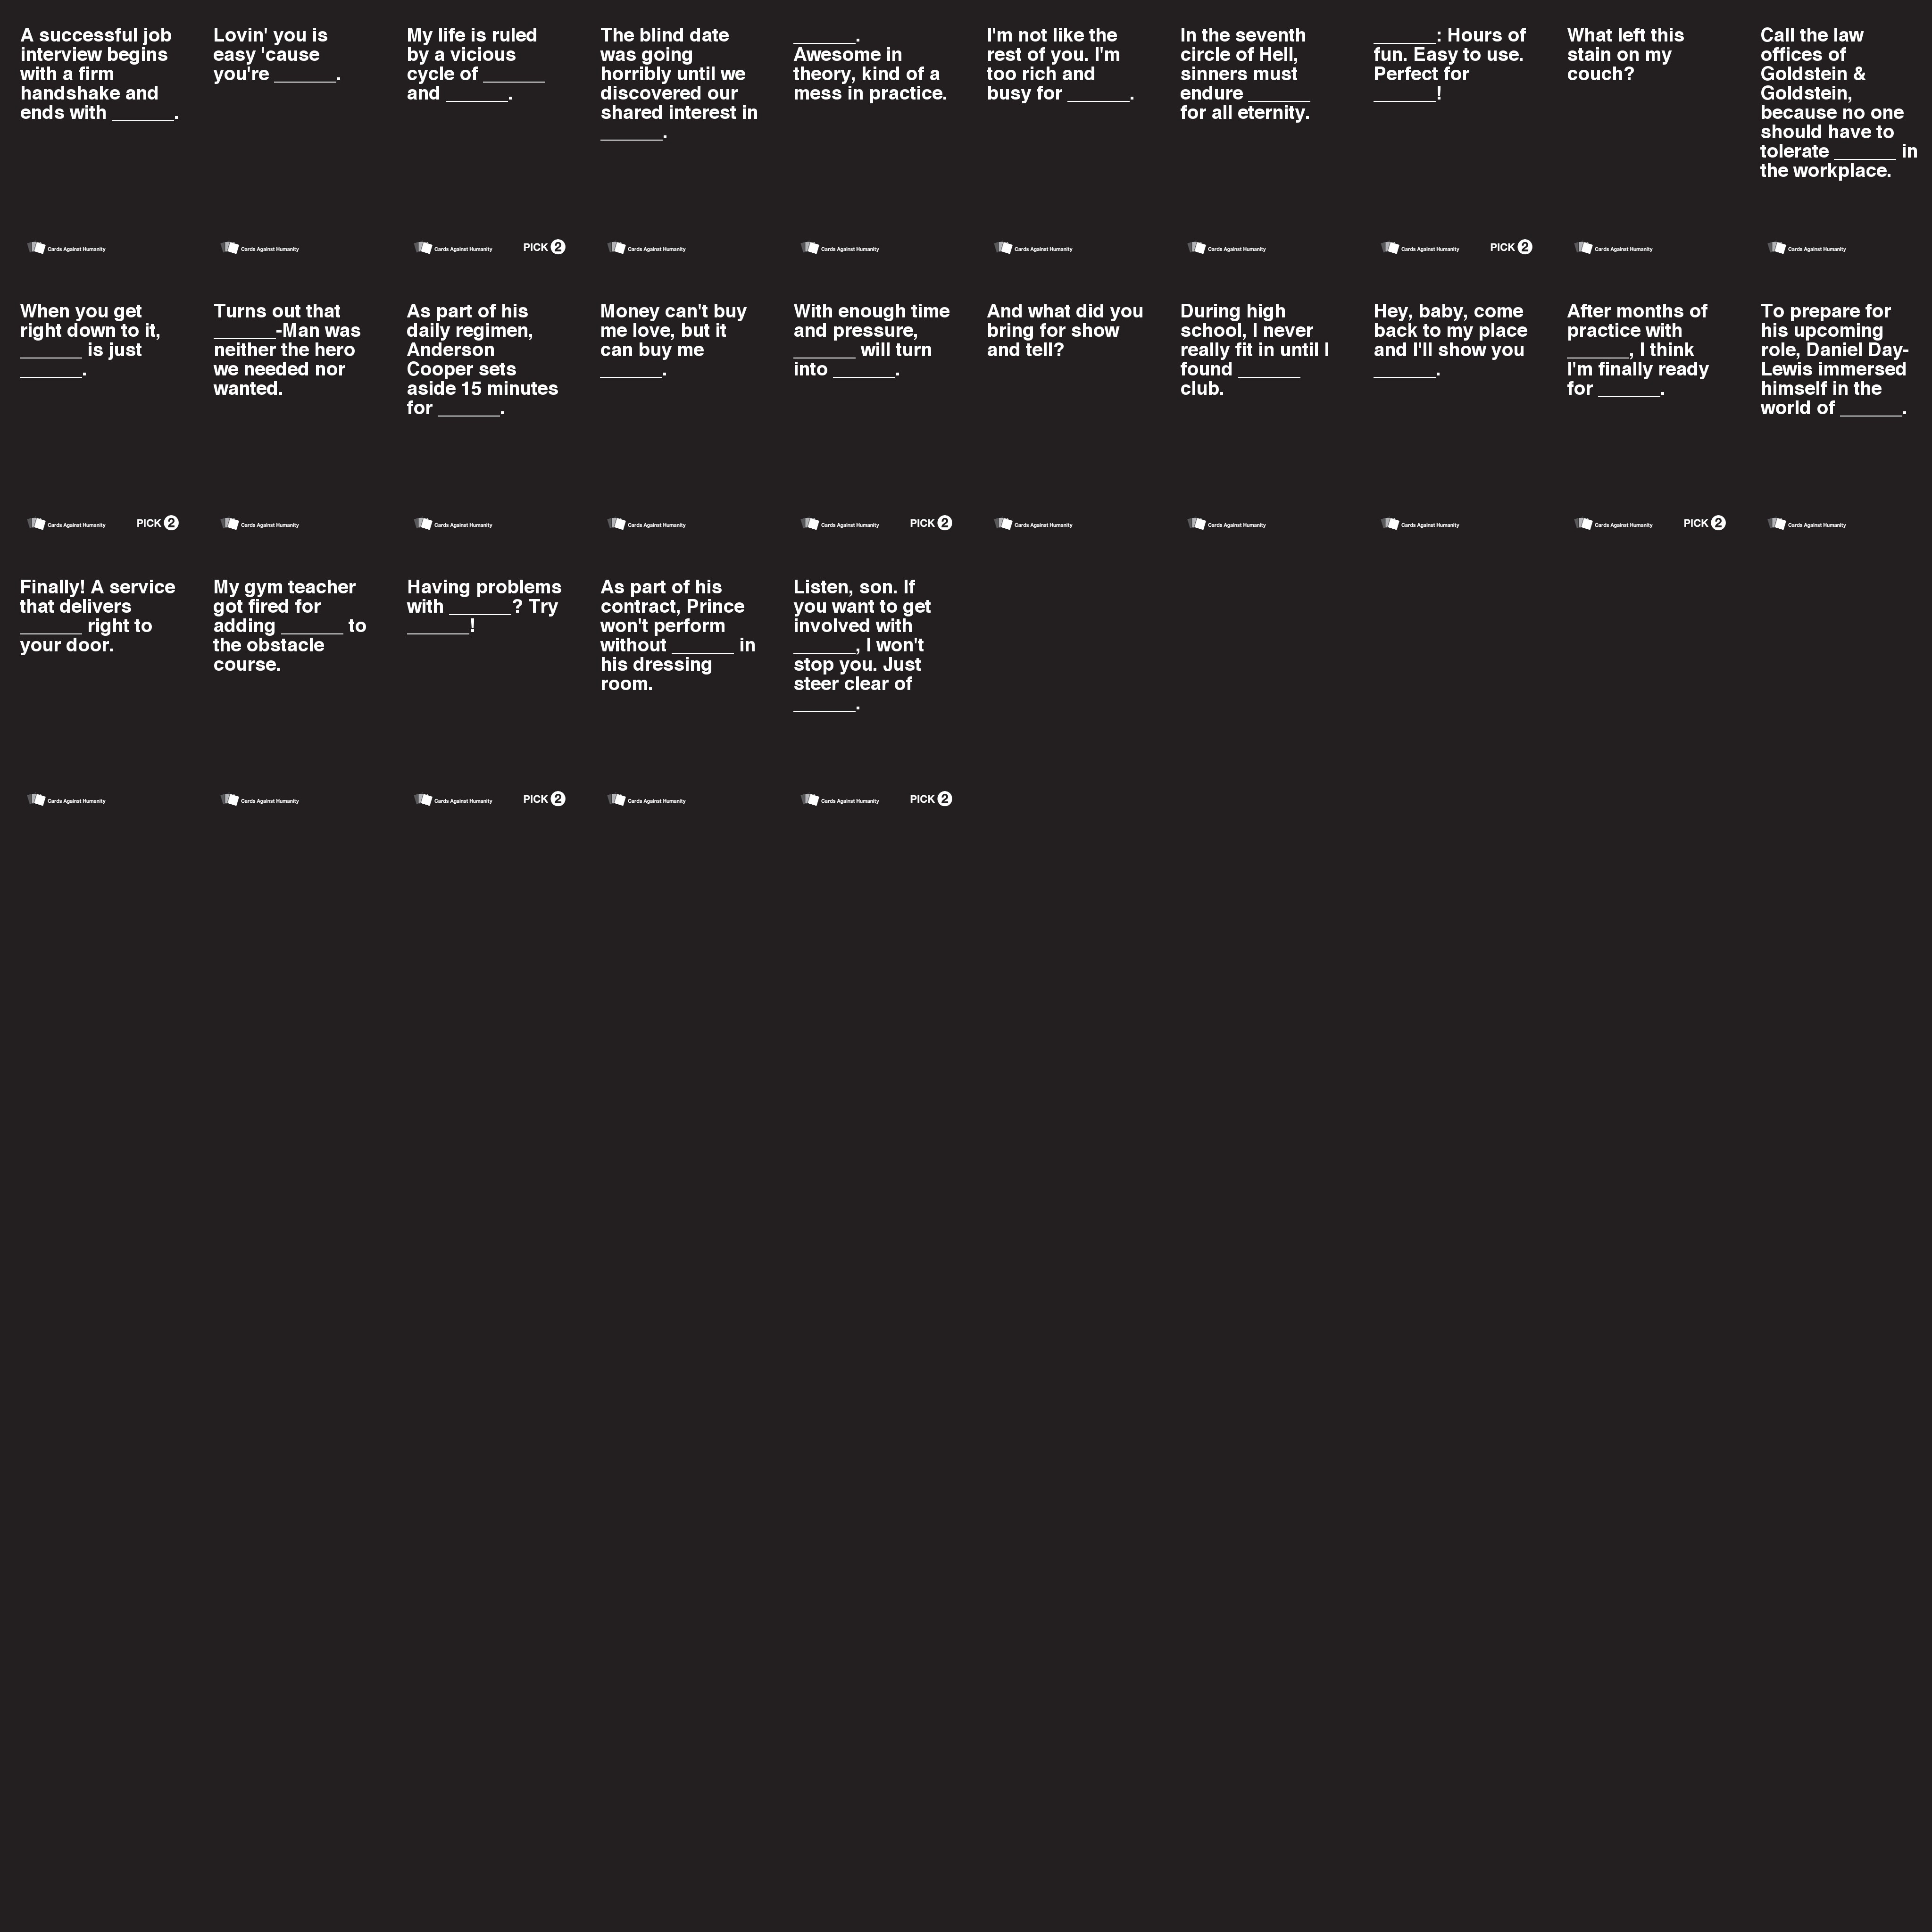 A successful job
interview begins
with a firm
handshake and
ends with ______.
Cards Against Humanity
Lovin' you is
easy 'cause
you're ______.
Cards Against Humanity
My life is ruled
by a vicious
cycle of ______
and ______.
Cards Against Humanity
PICK 2
The blind date
was going
horribly until we
discovered our
shared interest in
______.
Cards Against Humanity
______.
Awesome in
theory, kind of a
mess in practice.
Cards Against Humanity
I'm not like the
rest of you. I'm
too rich and
busy for ______.
Cards Against Humanity
In the seventh
circle of Hell,
sinners must
endure ______
for all eternity.
Cards Against Humanity
______: Hours of
fun. Easy to use.
Perfect for
______!
Cards Against Humanity
PICK 2
What left this
stain on my
couch?
Cards Against Humanity
Call the law
offices of
Goldstein &
Goldstein,
because no one
should have to
tolerate ______ in
the workplace.
Cards Against Humanity
When you get
right down to it,
______ is just
______.
Cards Against Humanity
PICK 2
Turns out that
______-Man was
neither the hero
we needed nor
wanted.
Cards Against Humanity
As part of his
daily regimen,
Anderson
Cooper sets
aside 15 minutes
for ______.
Cards Against Humanity
Money can't buy
me love, but it
can buy me
______.
Cards Against Humanity
With enough time
and pressure,
______ will turn
into ______.
Cards Against Humanity
PICK 2
And what did you
bring for show
and tell?
Cards Against Humanity
During high
school, I never
really fit in until I
found ______
club.
Cards Against Humanity
Hey, baby, come
back to my place
and I'll show you
______.
Cards Against Humanity
After months of
practice with
______, I think
I'm finally ready
for ______.
Cards Against Humanity
PICK 2
To prepare for
his upcoming
role, Daniel Day-
Lewis immersed
himself in the
world of ______.
Cards Against Humanity
Finally! A service
that delivers
______ right to
your door.
Cards Against Humanity
My gym teacher
got fired for
adding ______ to
the obstacle
course.
Cards Against Humanity
Having problems
with ______? Try
______!
Cards Against Humanity
PICK 2
As part of his
contract, Prince
won't perform
without ______ in
his dressing
room.
Cards Against Humanity
Listen, son. If
you want to get
involved with
______, I won't
stop you. Just
steer clear of
______.
Cards Against Humanity
PICK 2